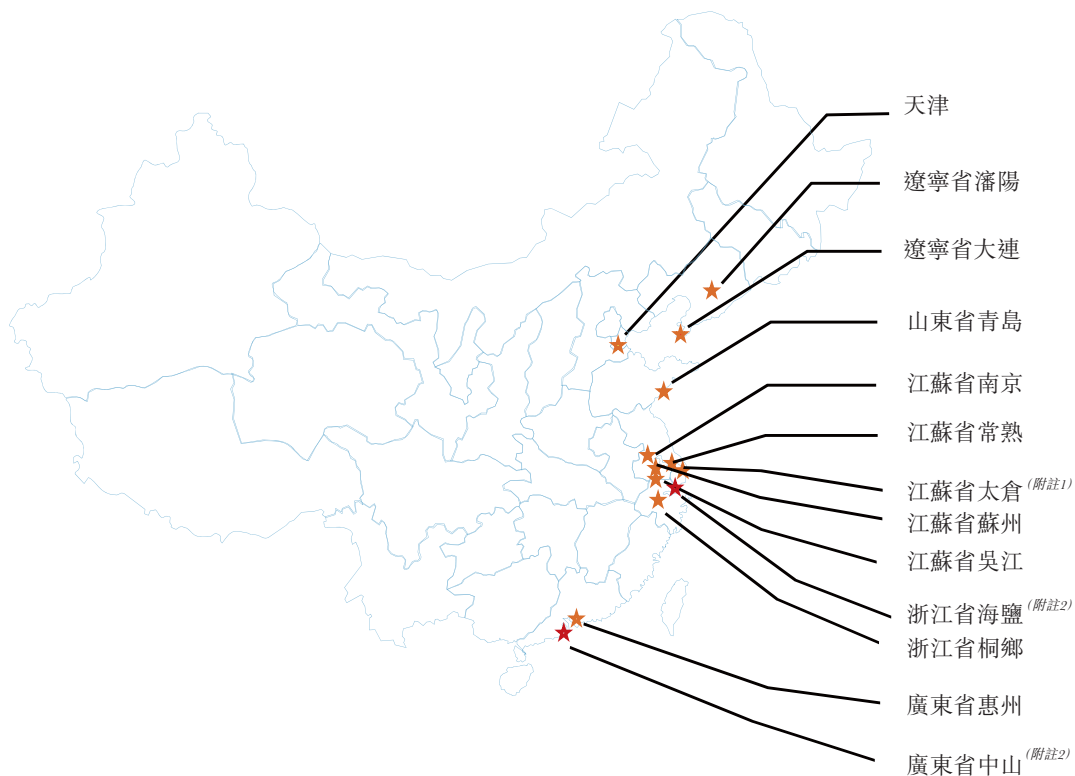 天津
遼寧省瀋陽
遼寧省大連
山東省青島
江蘇省南京
江蘇省常熟
江蘇省太倉(附註1)
江蘇省蘇州
江蘇省吳江
浙江省海鹽(附註2)
浙江省桐鄉
廣東省惠州
廣東省中山(附註2)